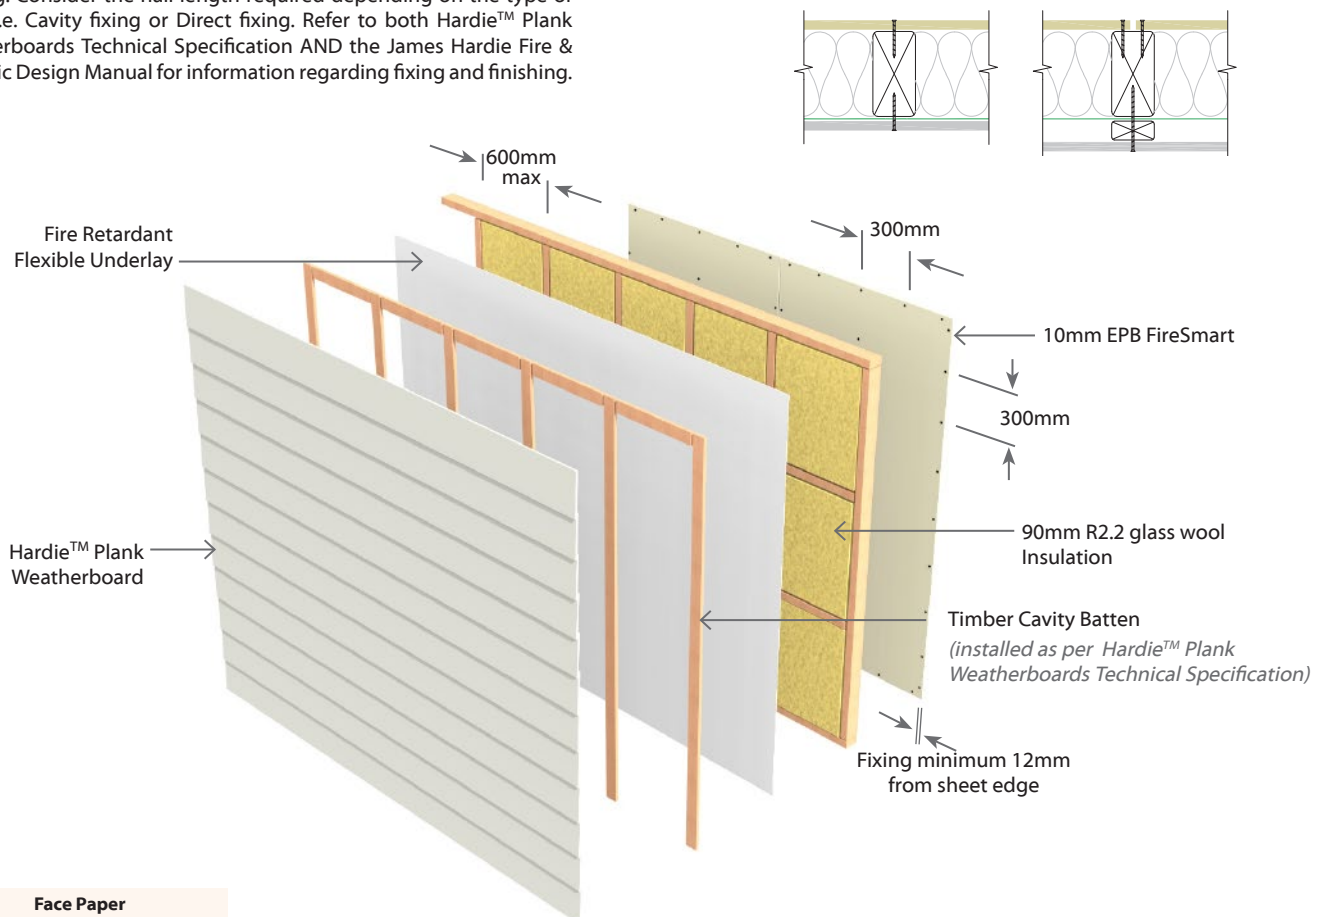 Consider the nail length required depending on the type of
i.e. Cavity fixing or Direct fixing. Refer to both Hardie™ Plank
Technical Specification AND the James Hardie Fire &
Design Manual for information regarding fixing and finishing.
600mm
max
300mm
Fire Retardant
Flexible Underlay
10mm EPB FireSmart
300mm
90mm R2.2 glass wool
Insulation
Hardie™ Plank
Weatherboard
Timber Cavity Batten
(installed as per Hardie™ Plank
Weatherboards Technical Specification)
Fixing minimum 12mm
from sheet edge
Face Paper